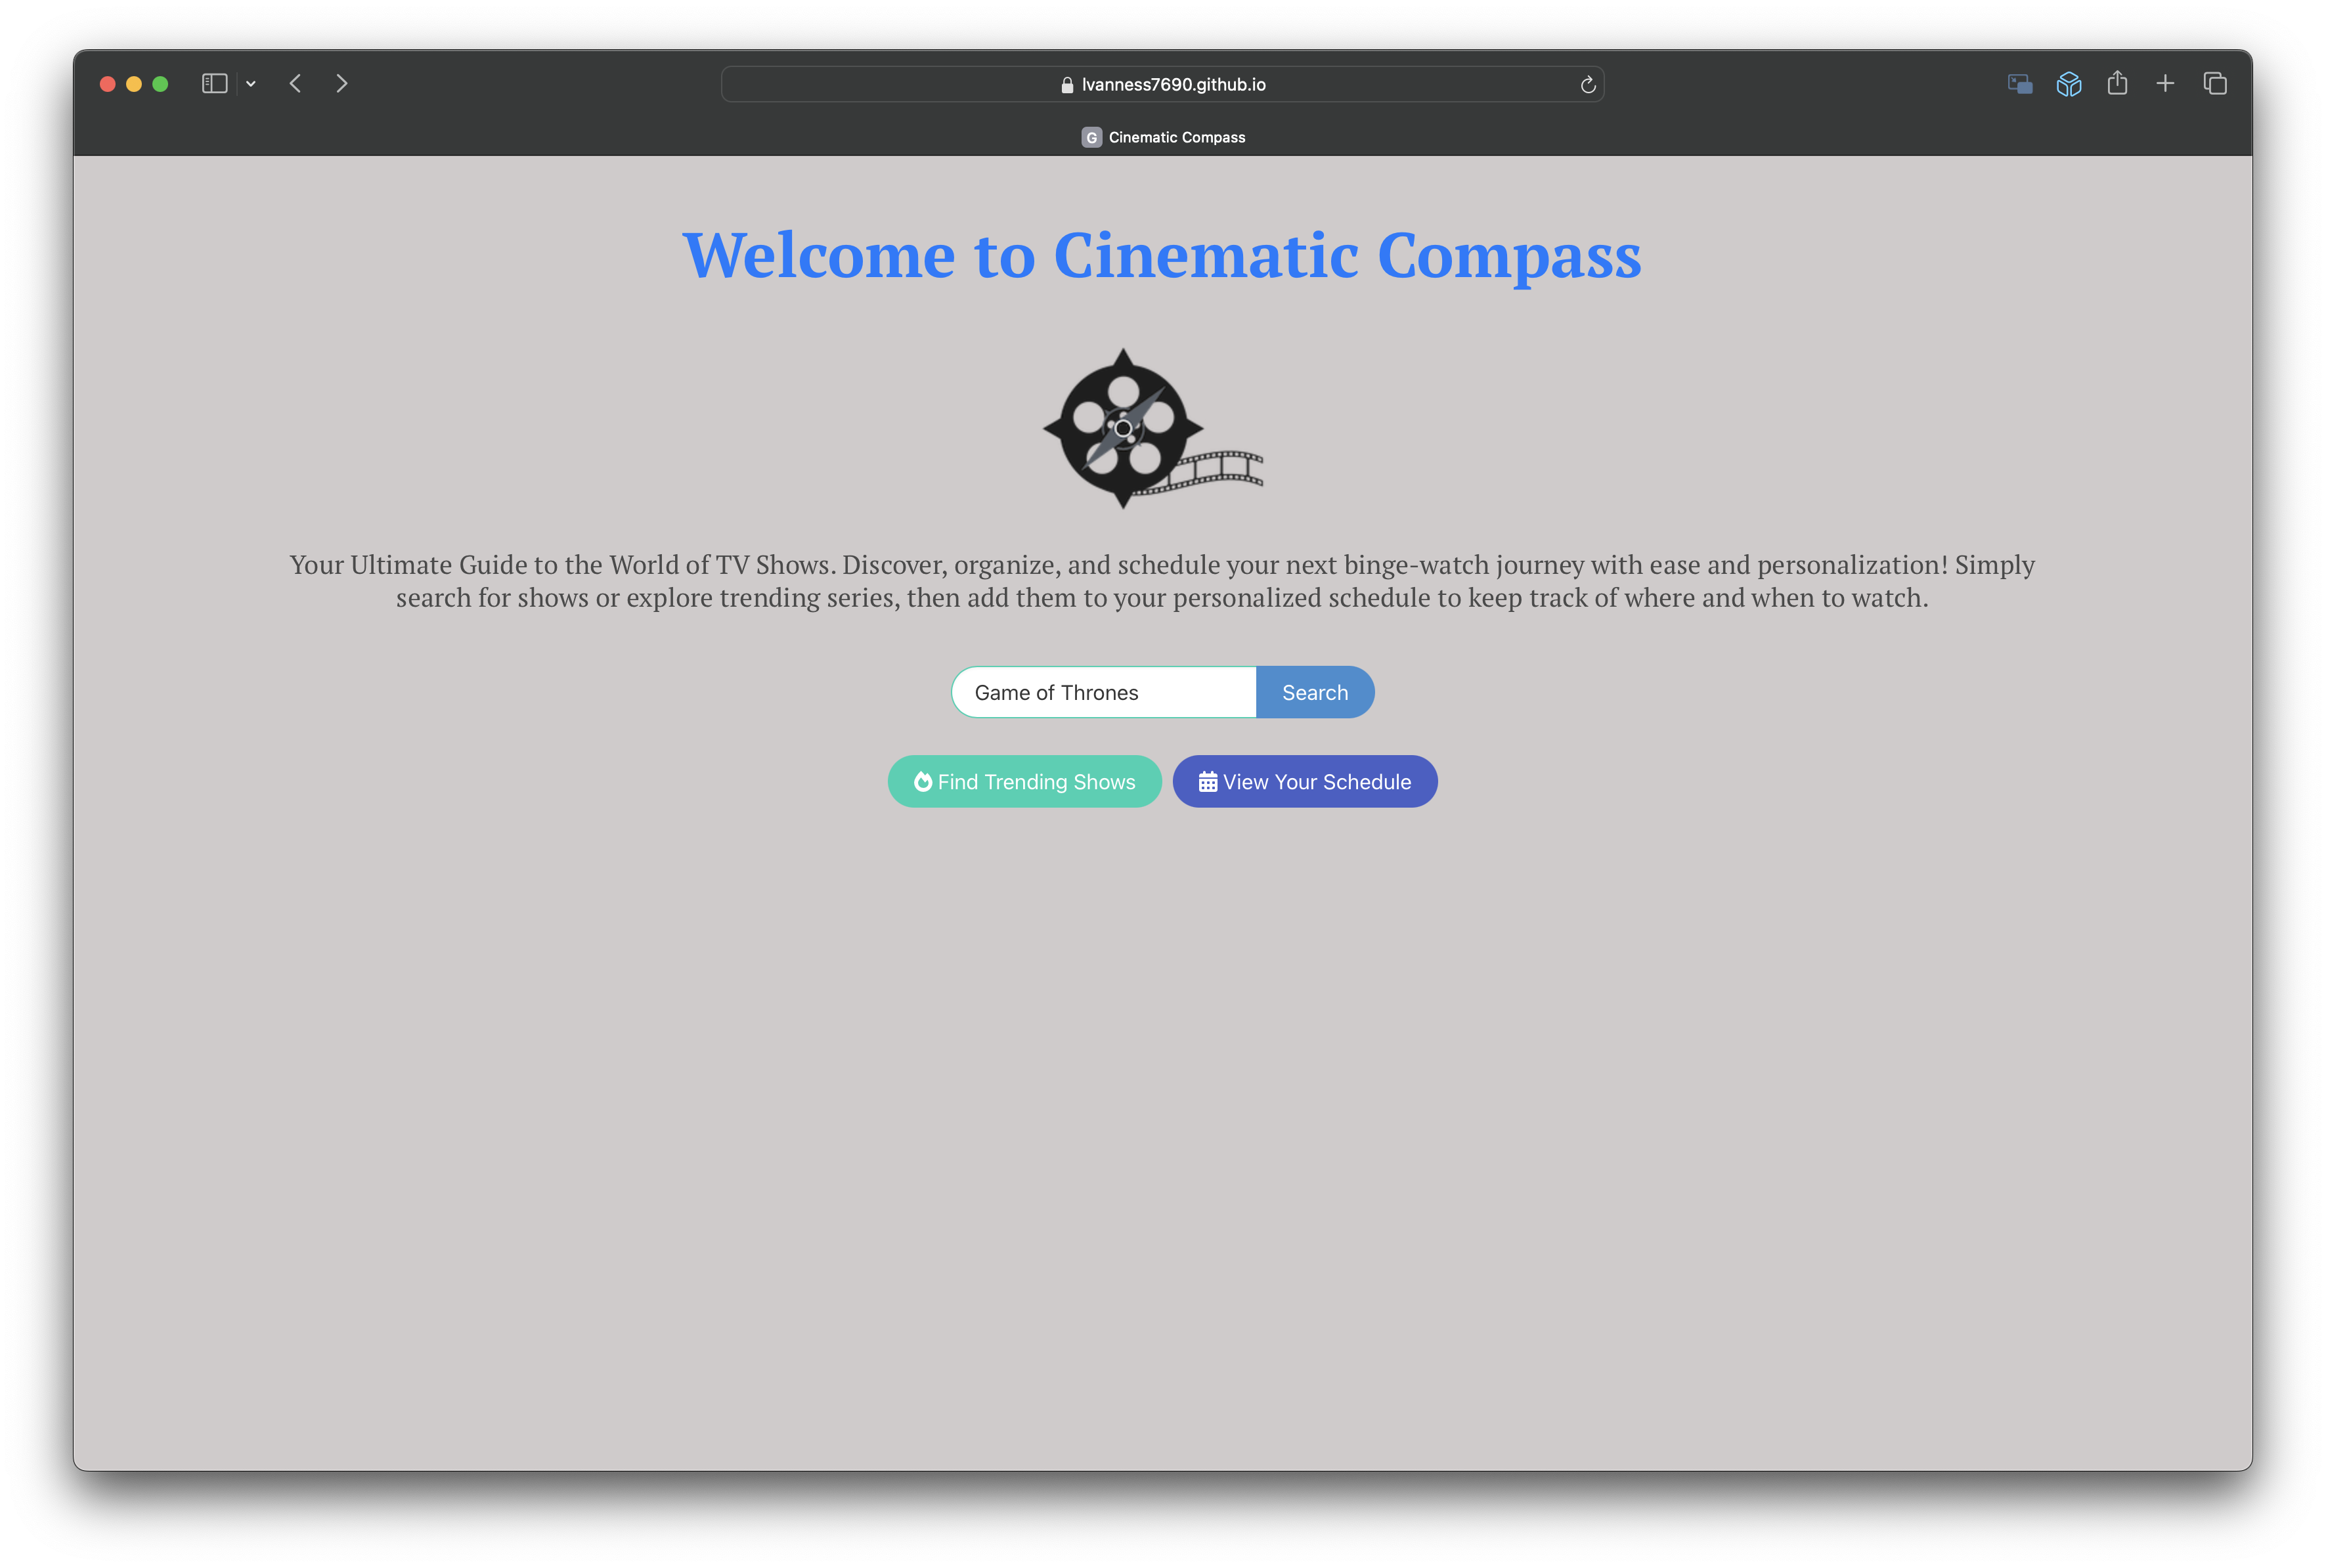 lvanness7690.github.io
G Cinematic Compass
Welcome to Cinematic Compass
Your Ultimate Guide to the World of TV Shows. Discover, organize, and schedule your next binge-watch journey with ease and personalization! Simply
search for shows or explore trending series, then add them to your personalized schedule to keep track of where and when to watch.
Game of Thrones Search
Find Trending Shows View Your Schedule